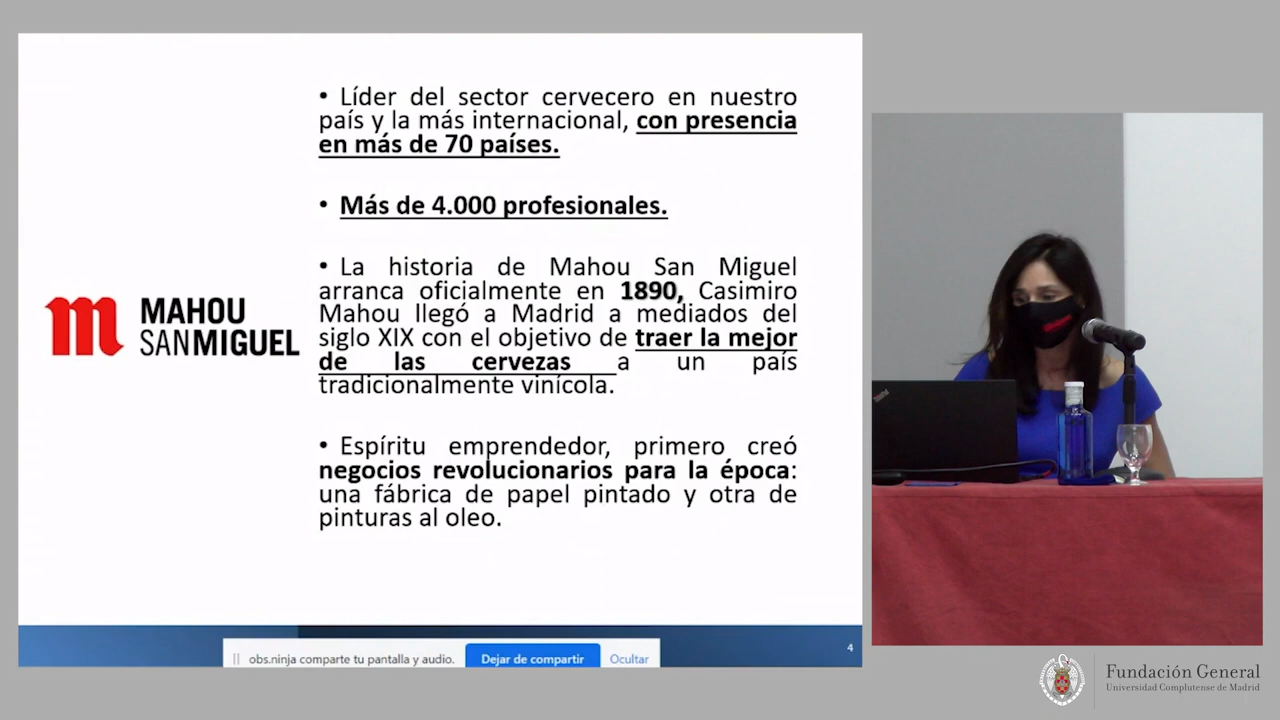 • Líder del sector cervecero en nuestro
país y la más internacional, con presencia
en más de 70 países.
• Más de 4.000 profesionales.
• La historia de Mahou San Miguel
arranca oficialmente en 1890, Casimiro
Mahou llegó a Madrid a mediados del
siglo XIX con el objetivo de traer la mejor
de las cervezas a un país
tradicionalmente vinícola.
• Espíritu emprendedor, primero creó
negocios revolucionarios para la época:
una fábrica de papel pintado y otra de
pinturas al oleo.
m MAHOU
SANMIGUEL
obs.ninja comparte tu pantalla y audio. Dejar de compartir Ocultar
4
Fundación General
Universidad Complutense de Madrid